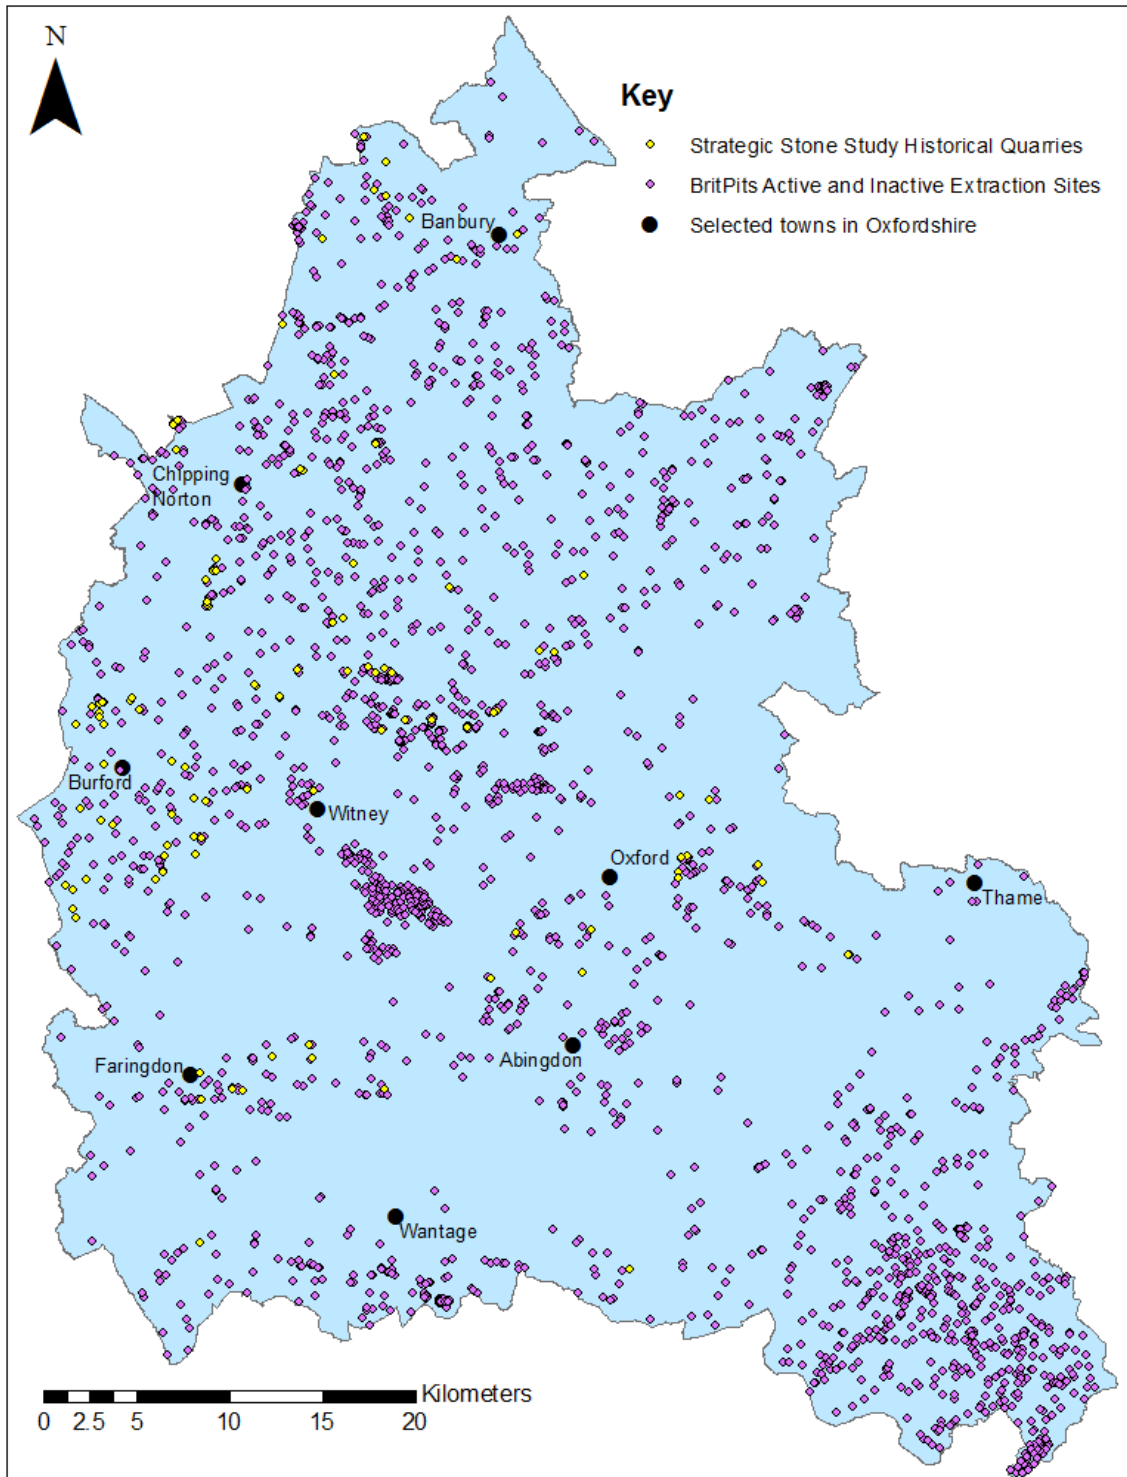 N
Key
Strategic Stone Study Historical Quarries
BritPits Active and Inactive Extraction Sites
Selected towns in Oxfordshire
Banbury
Chipping
Norton
Burford
Witney
Oxford
Thame
Faringdon
Abingdon
Wantage
Kilometers
0 2.5 5 10 15 20